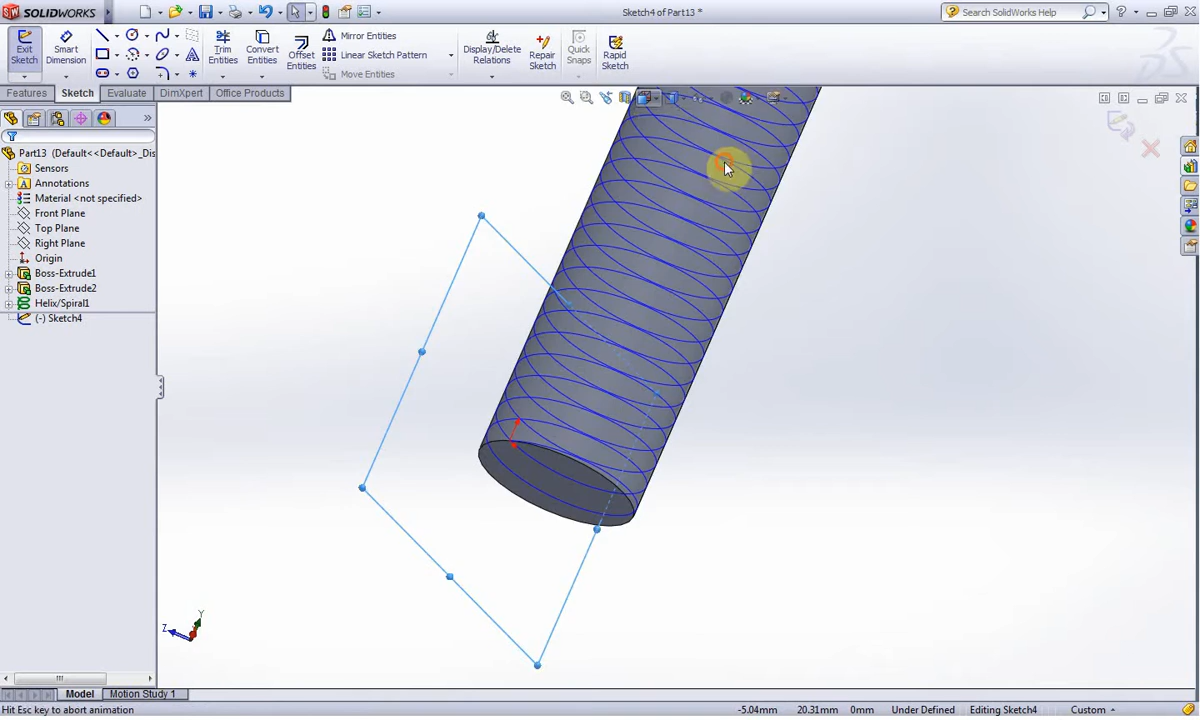 SOLIDWORKS
Sketch4 of Part13 *
Search SolidWorks Help
Exit Sketch
Smart Dimension
Trim Entities
Convert Entities
Offset Entities
Mirror Entities
Linear Sketch Pattern
Move Entities
Display/Delete Relations
Repair Sketch
Quick Snaps
Rapid Sketch
Features
Sketch
Evaluate
DimXpert
Office Products
Part13 (Default<<Default>_Dis
Sensors
Annotations
Material <not specified>
Front Plane
Top Plane
Right Plane
Origin
Boss-Extrude1
Boss-Extrude2
Helix/Spiral1
(-) Sketch4
Y
Z
Model
Motion Study 1
Hit Esc key to abort animation
-5.04mm
20.31mm
0mm
Under Defined
Editing Sketch4
Custom